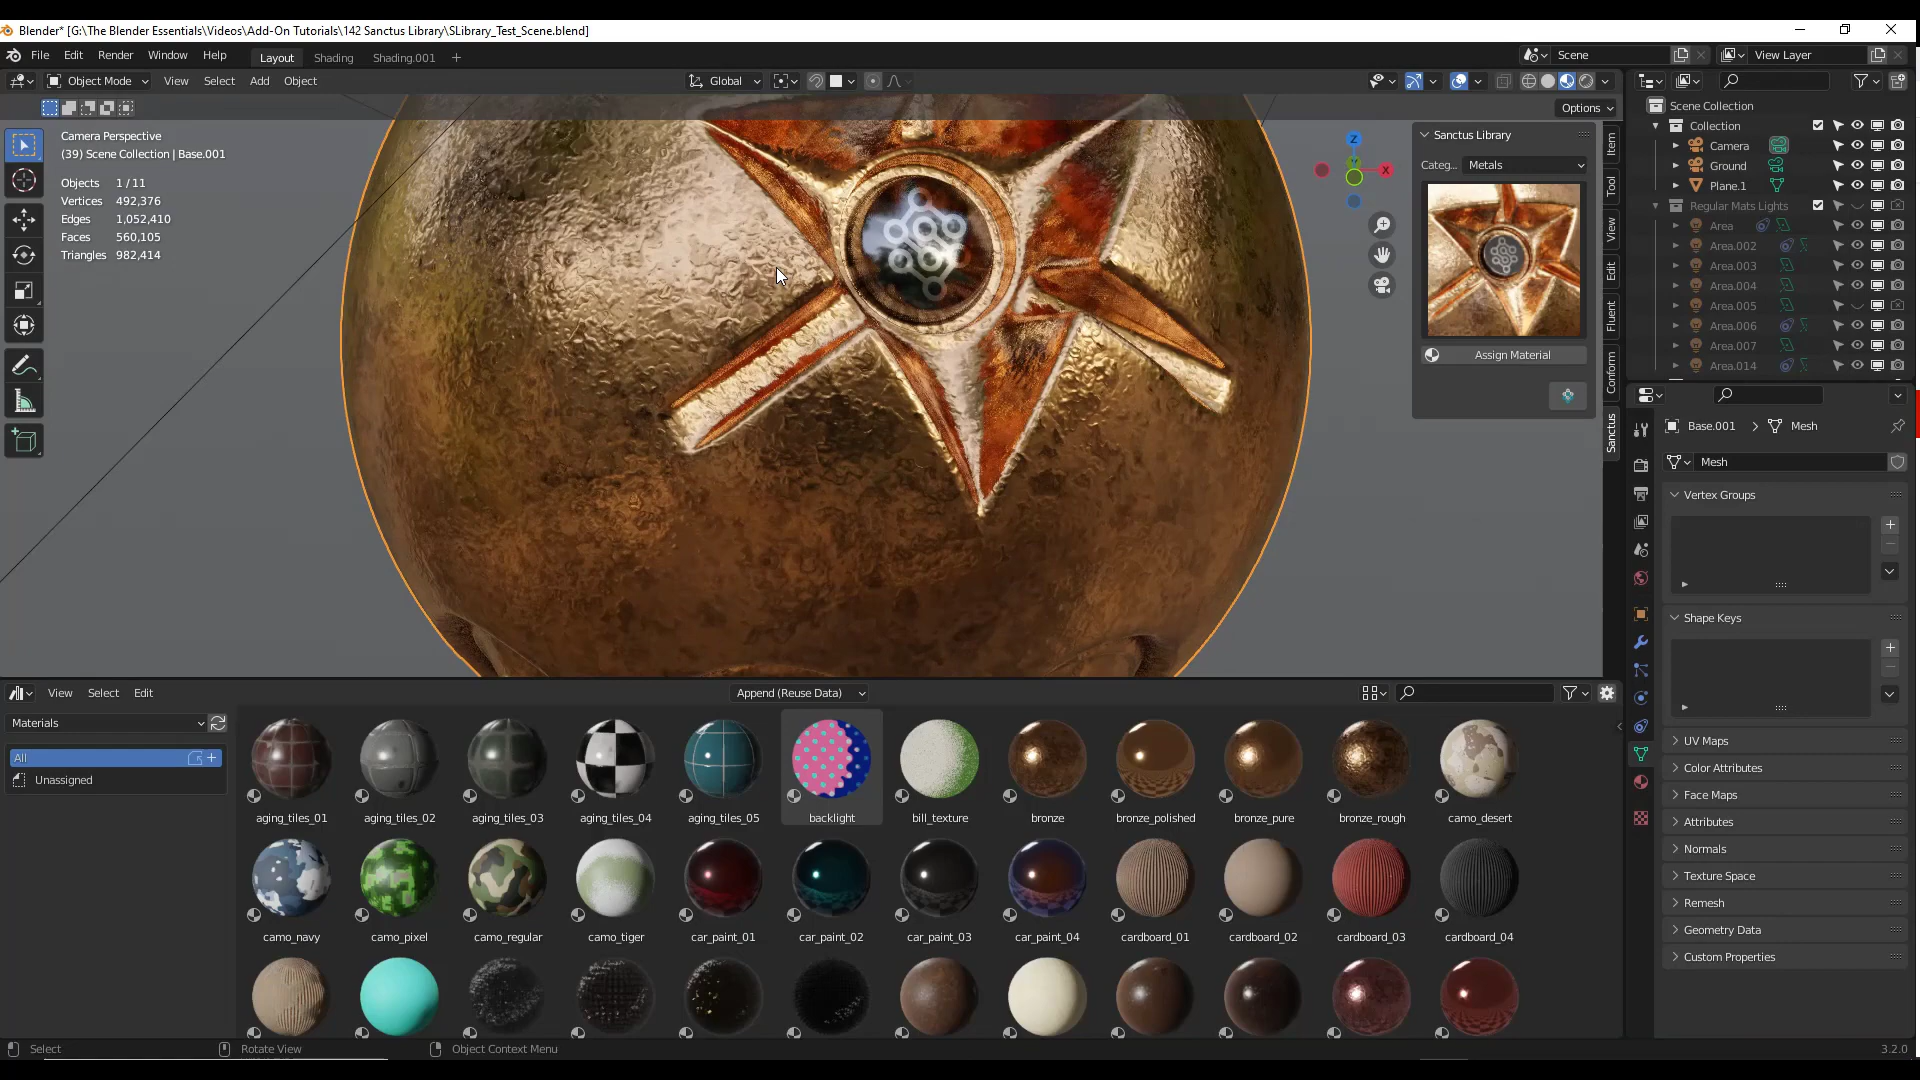 Blender* [G:\The Blender Essentials\Videos\Add-On Tutorials\142 Sanctus Library\SLibrary_Test_Scene.blend]
File Edit Render Window Help Layout Shading Shading.001 + Scene View Layer
Object Mode View Select Add Object Global
Options
Camera Perspective
(39) Scene Collection | Base.001
Objects 1 / 11
Vertices 492,376
Edges 1,052,410
Faces 560,105
Triangles 982,414
Z
Y
X
Sanctus Library
Categ... Metals
Assign Material
Item
Tool
View
Edit
Fluent
Conform
Sanctus
Scene Collection
Collection
Camera
Ground
Plane.1
Regular Mats Lights
Area
Area.002
Area.003
Area.004
Area.005
Area.006
Area.007
Area.014
Base.001 > Mesh
Mesh
Vertex Groups
Shape Keys
UV Maps
Color Attributes
Face Maps
Attributes
Normals
Texture Space
Remesh
Geometry Data
Custom Properties
View Select Edit Append (Reuse Data)
Materials
All
Unassigned
aging_tiles_01 aging_tiles_02 aging_tiles_03 aging_tiles_04 aging_tiles_05 backlight bill_texture bronze bronze_polished bronze_pure bronze_rough camo_desert
camo_navy camo_pixel camo_regular camo_tiger car_paint_01 car_paint_02 car_paint_03 car_paint_04 cardboard_01 cardboard_02 cardboard_03 cardboard_04
Select Rotate View Object Context Menu 3.2.0